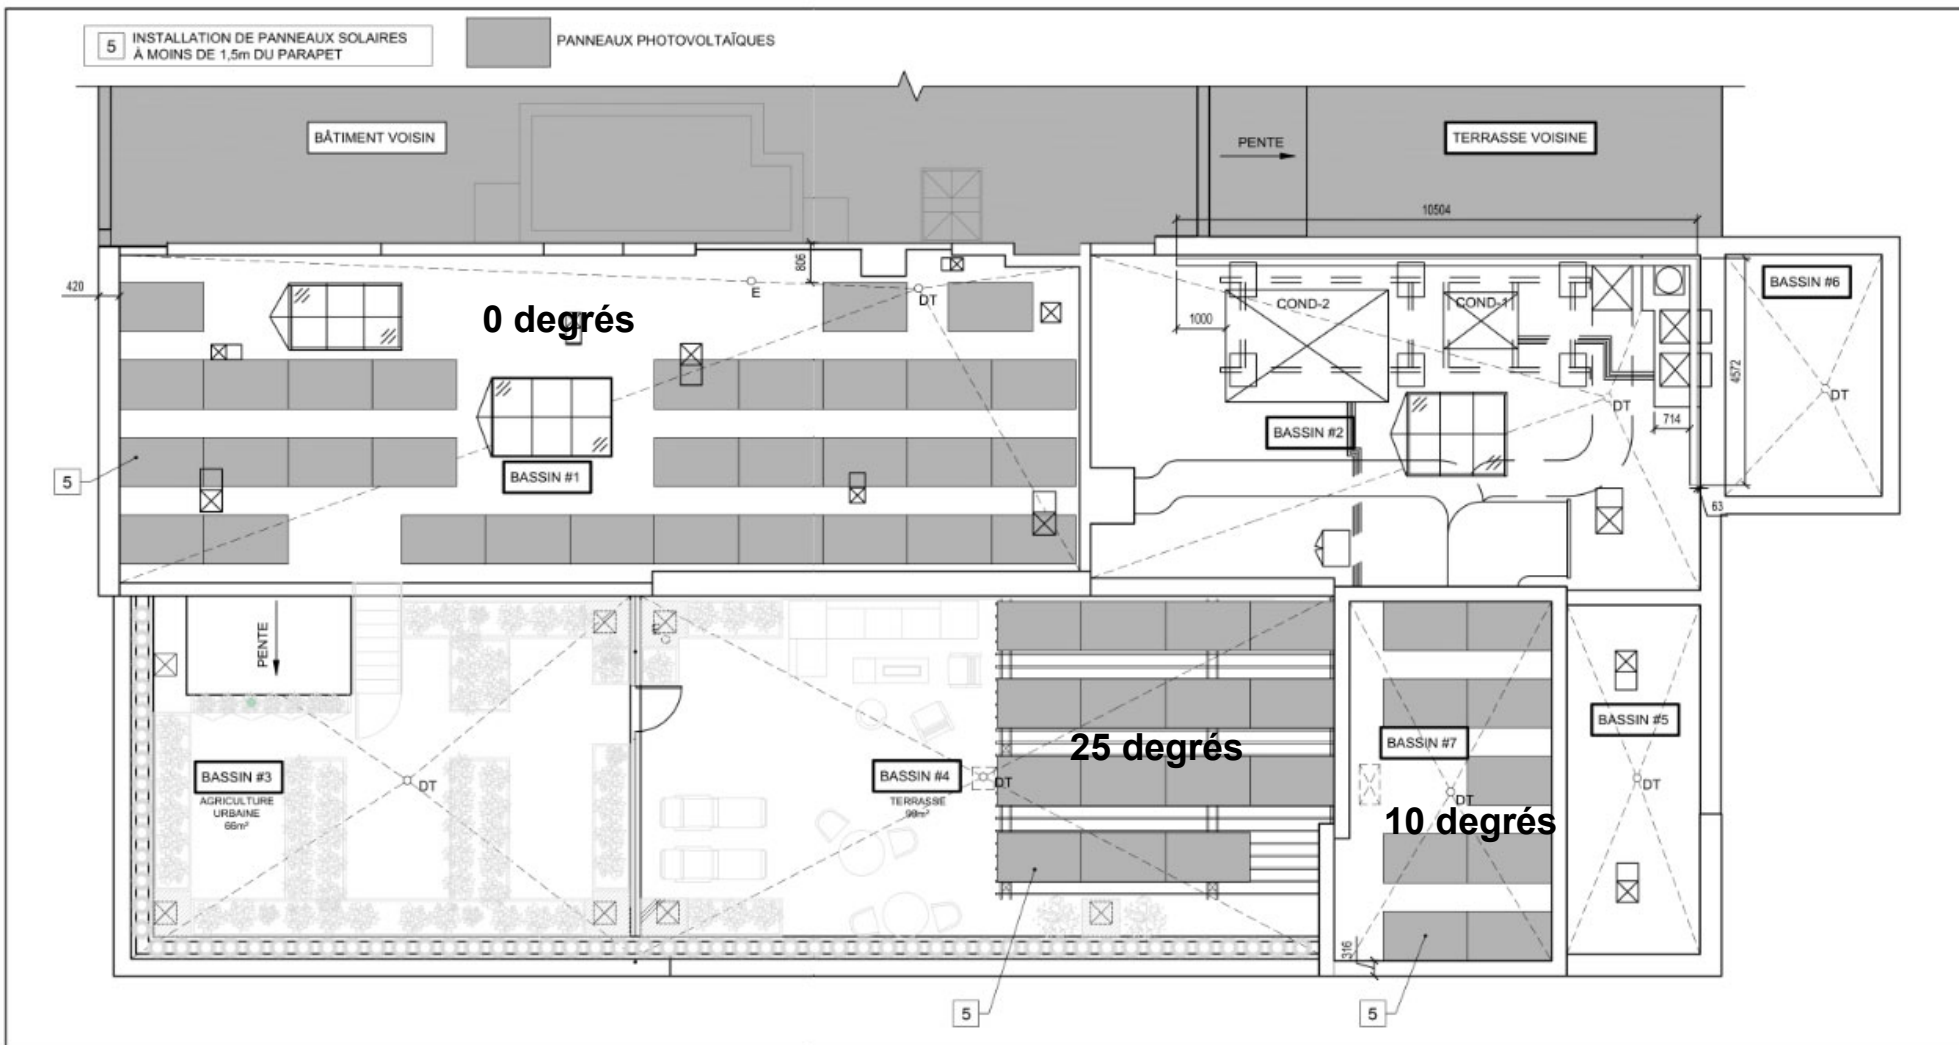 5
INSTALLATION DE PANNEAUX SOLAIRES
À MOINS DE 1,5m DU PARAPET
PANNEAUX PHOTOVOLTAÏQUES
BÂTIMENT VOISIN
PENTE
TERRASSE VOISINE
10504
806
420
E
DT
0 degrés
COND-2
COND-1
1000
BASSIN #6
4572
DT
DT
714
BASSIN #2
BASSIN #1
5
63
PENTE
BASSIN #3
AGRICULTURE
URBAINE
66m²
DT
BASSIN #4
TERRASSE
98m²
DT
25 degrés
BASSIN #7
DT
10 degrés
BASSIN #5
DT
316
5
5